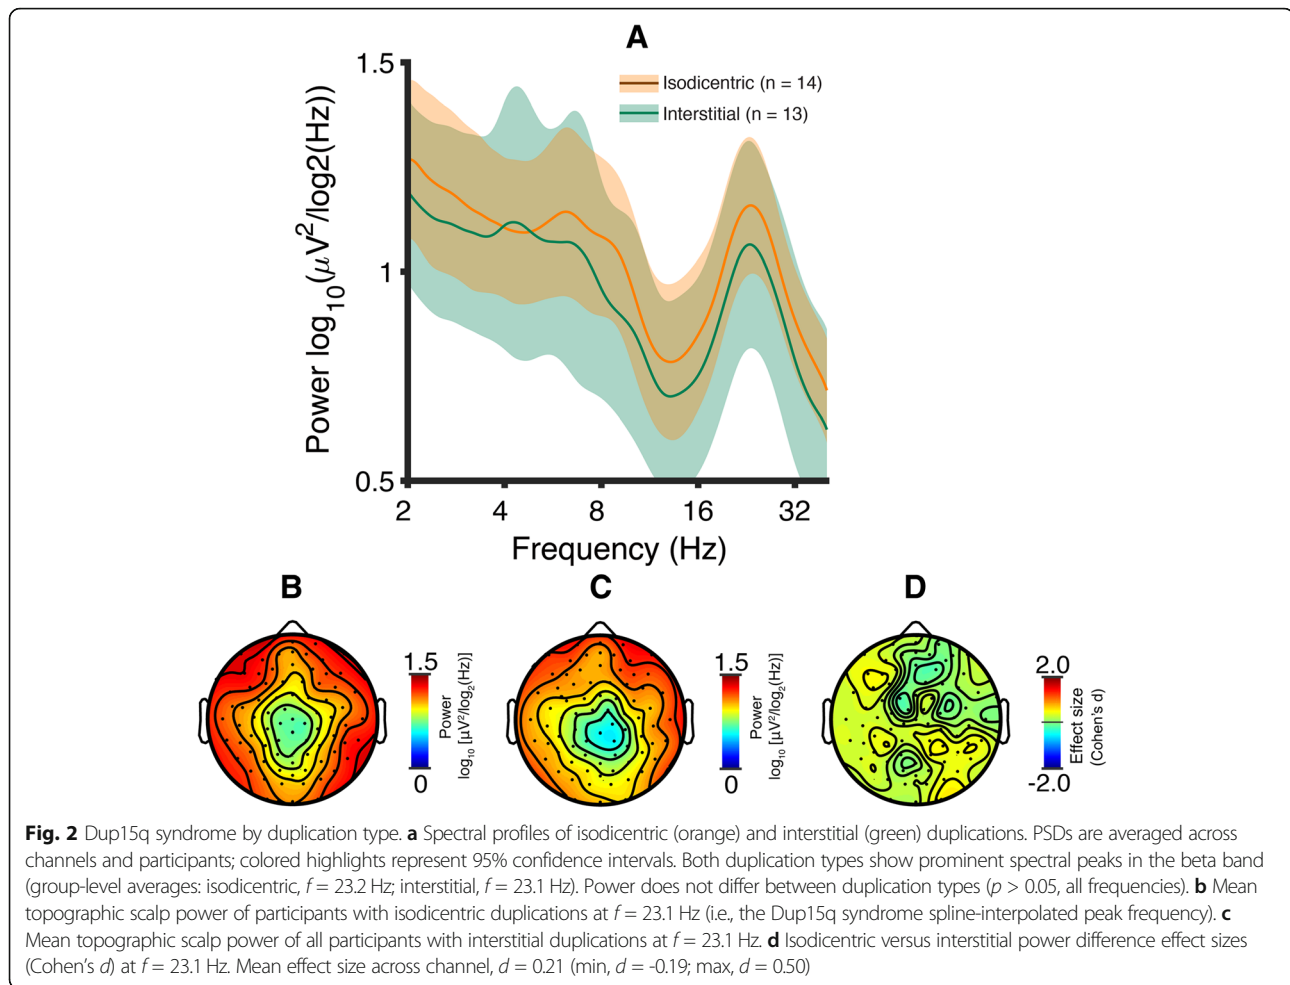 A
1.5
1
0.5
Power log10(μV2/log2(Hz))
Isodicentric (n = 14)
Interstitial (n = 13)
2 4 8 16 32
Frequency (Hz)
B C D
1.5
0
Power
log10 [μV2/log2(Hz)]
1.5
0
Power
log10 [μV2/log2(Hz)]
2.0
-2.0
Effect size
(Cohen's d)
Fig. 2 Dup15q syndrome by duplication type. a Spectral profiles of isodicentric (orange) and interstitial (green) duplications. PSDs are averaged across
channels and participants; colored highlights represent 95% confidence intervals. Both duplication types show prominent spectral peaks in the beta band
(group-level averages: isodicentric, f = 23.2 Hz; interstitial, f = 23.1 Hz). Power does not differ between duplication types (p > 0.05, all frequencies). b Mean
topographic scalp power of participants with isodicentric duplications at f = 23.1 Hz (i.e., the Dup15q syndrome spline-interpolated peak frequency). c
Mean topographic scalp power of all participants with interstitial duplications at f = 23.1 Hz. d Isodicentric versus interstitial power difference effect sizes
(Cohen's d) at f = 23.1 Hz. Mean effect size across channel, d = 0.21 (min, d = -0.19; max, d = 0.50)